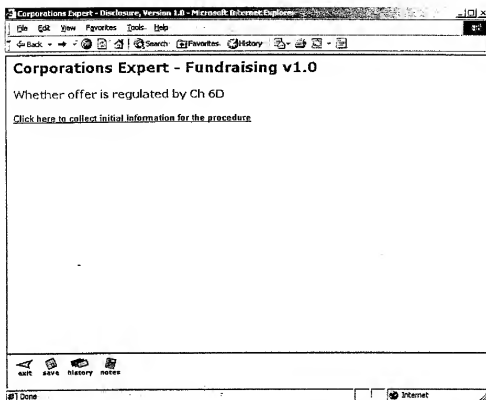 Corporations Expert - Disclosure, Version 1.0 - Microsoft Internet Explorer
File Edit View Favorites Tools Help
Back Search Favorites History
Corporations Expert - Fundraising v1.0
Whether offer is regulated by Ch 6D
Click here to collect initial information for the procedure
exit save history notes
Done Internet